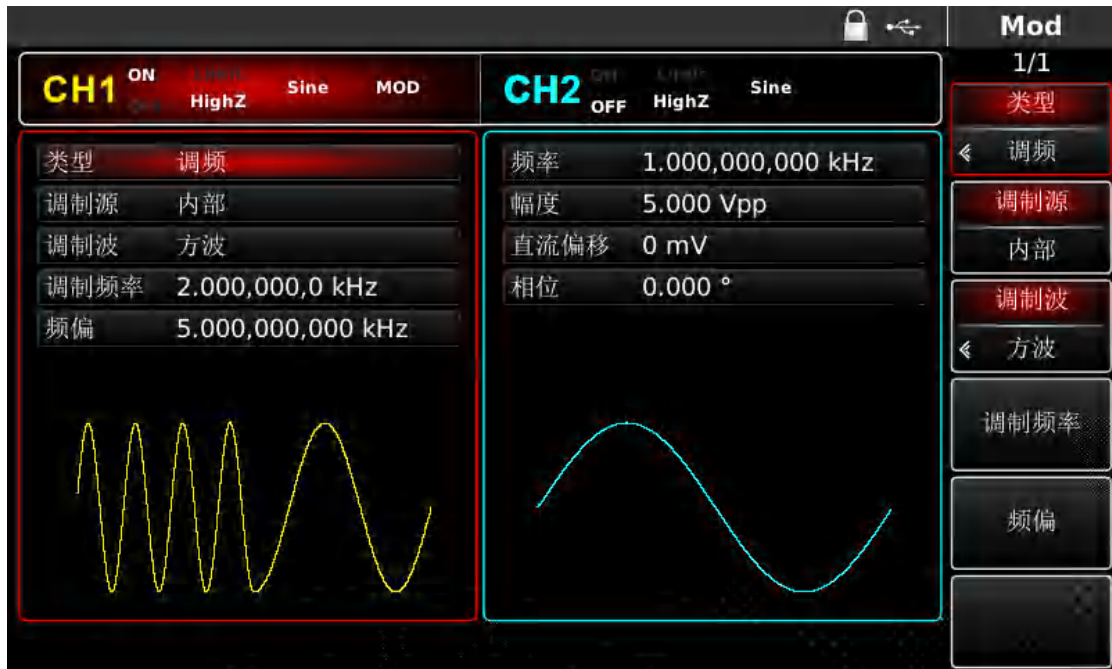 Mod
1/1
CH1 ON HighZ Sine MOD
CH2 OFF HighZ Sine
类型 调频
调制源 内部
调制波 方波
调制频率 2.000,000,0 kHz
频偏 5.000,000,000 kHz
频率 1.000,000,000 kHz
幅度 5.000 Vpp
直流偏移 0 mV
相位 0.000 °
类型
调频
调制源
内部
调制波
方波
调制频率
频偏